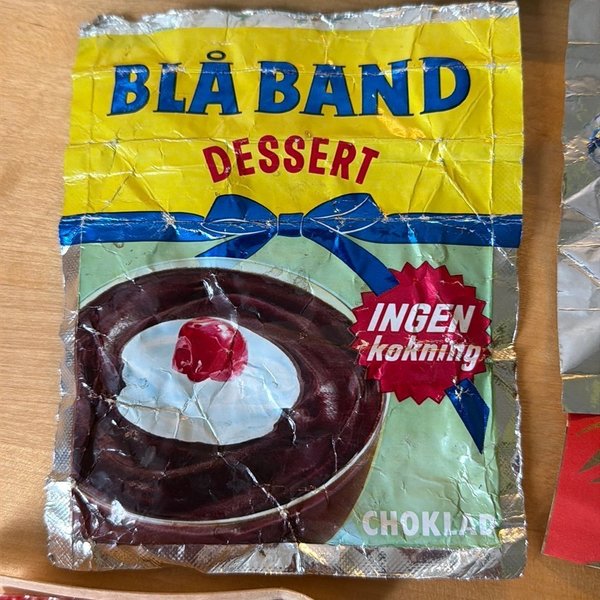 BLÅ BAND
DESSERT
INGEN
kokning
CHOKLAD